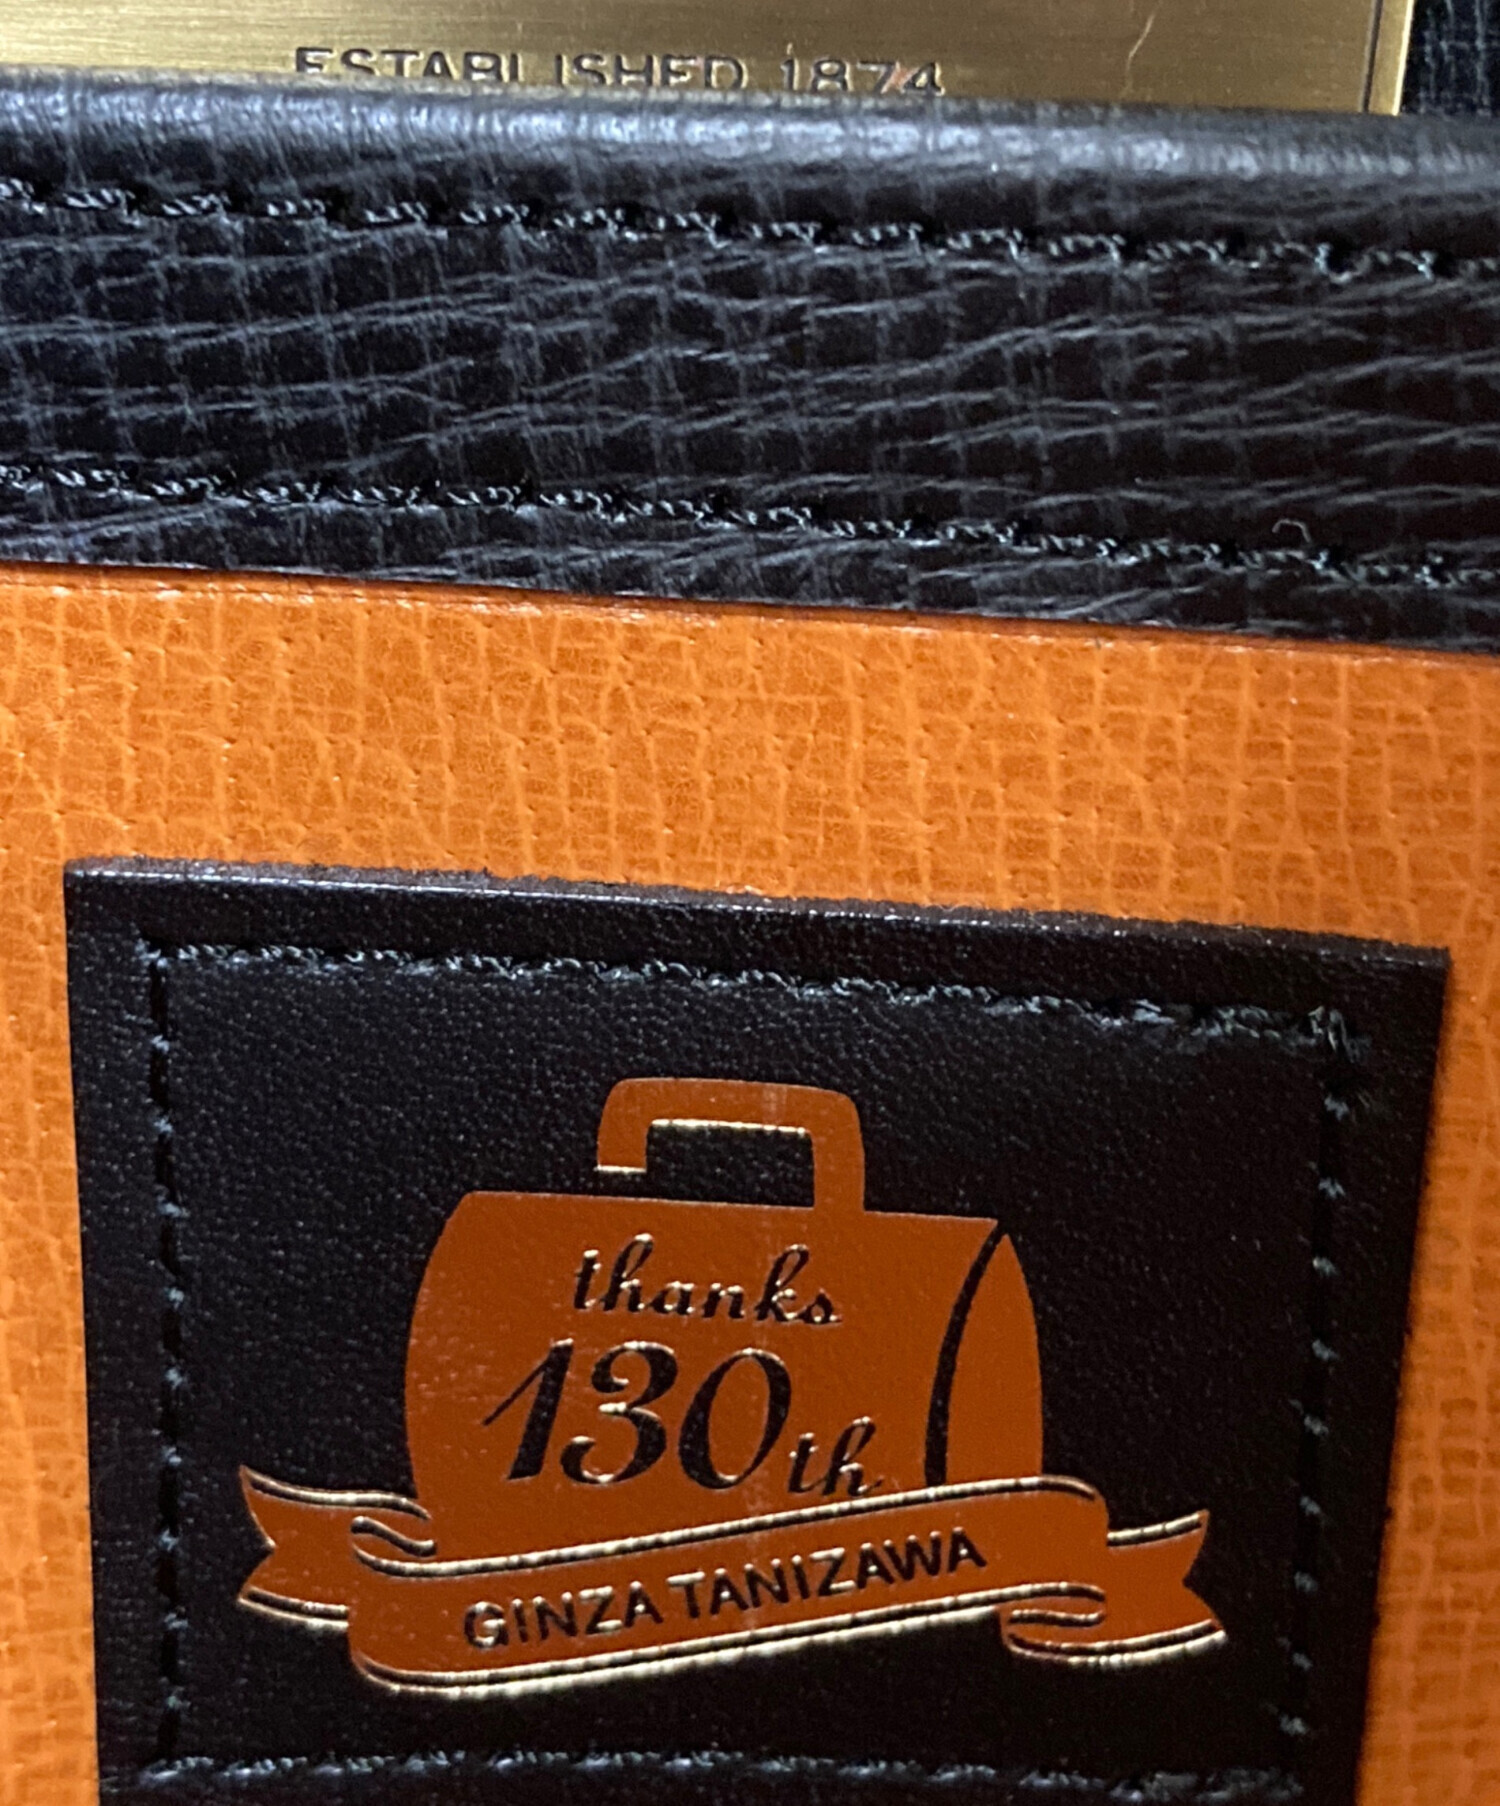 ESTABLISHED 1874
thanks
130th
GINZA TANIZAWA